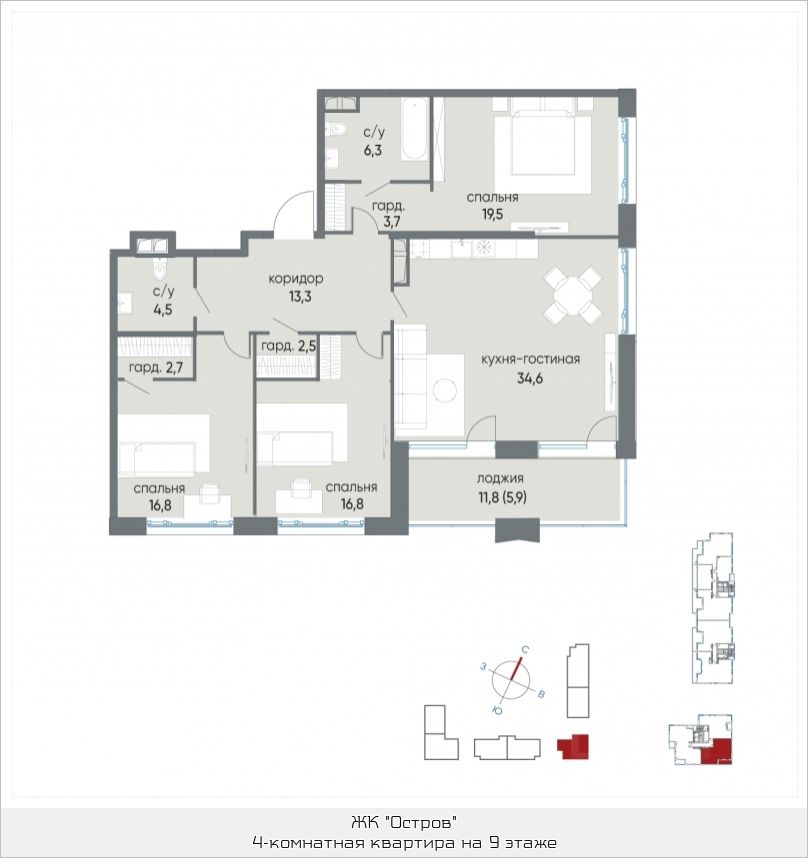 с/у
6,3
гард.
3,7
спальня
19,5
коридор
13,3
с/у
4,5
гард. 2,7
гард. 2,5
кухня-гостиная
34,6
спальня
16,8
спальня
16,8
лоджия
11,8 (5,9)
С
З
В
Ю
ЖК "Остров"
4-комнатная квартира на 9 этаже